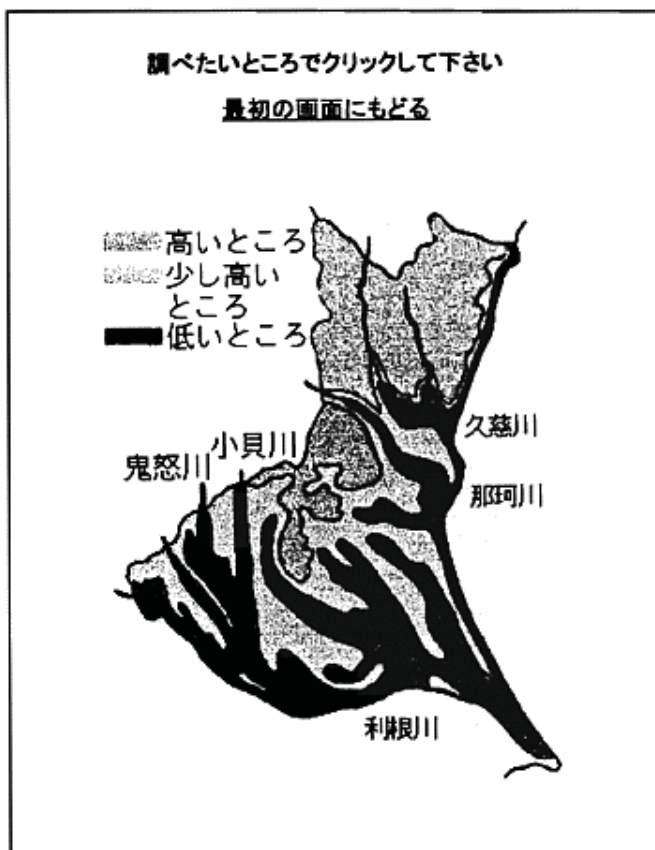 調べたいところでクリックして下さい
最初の画面にもどる
高いところ
少し高い
ところ
低いところ
久慈川
小貝川
鬼怒川
那珂川
利根川